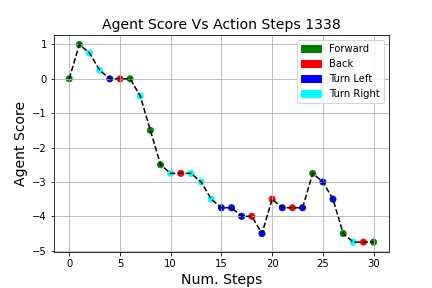 Agent Score Vs Action Steps 1338
Agent Score
1
0
−1
−2
−3
−4
−5
Forward
Back
Turn Left
Turn Right
0 5 10 15 20 25 30
Num. Steps